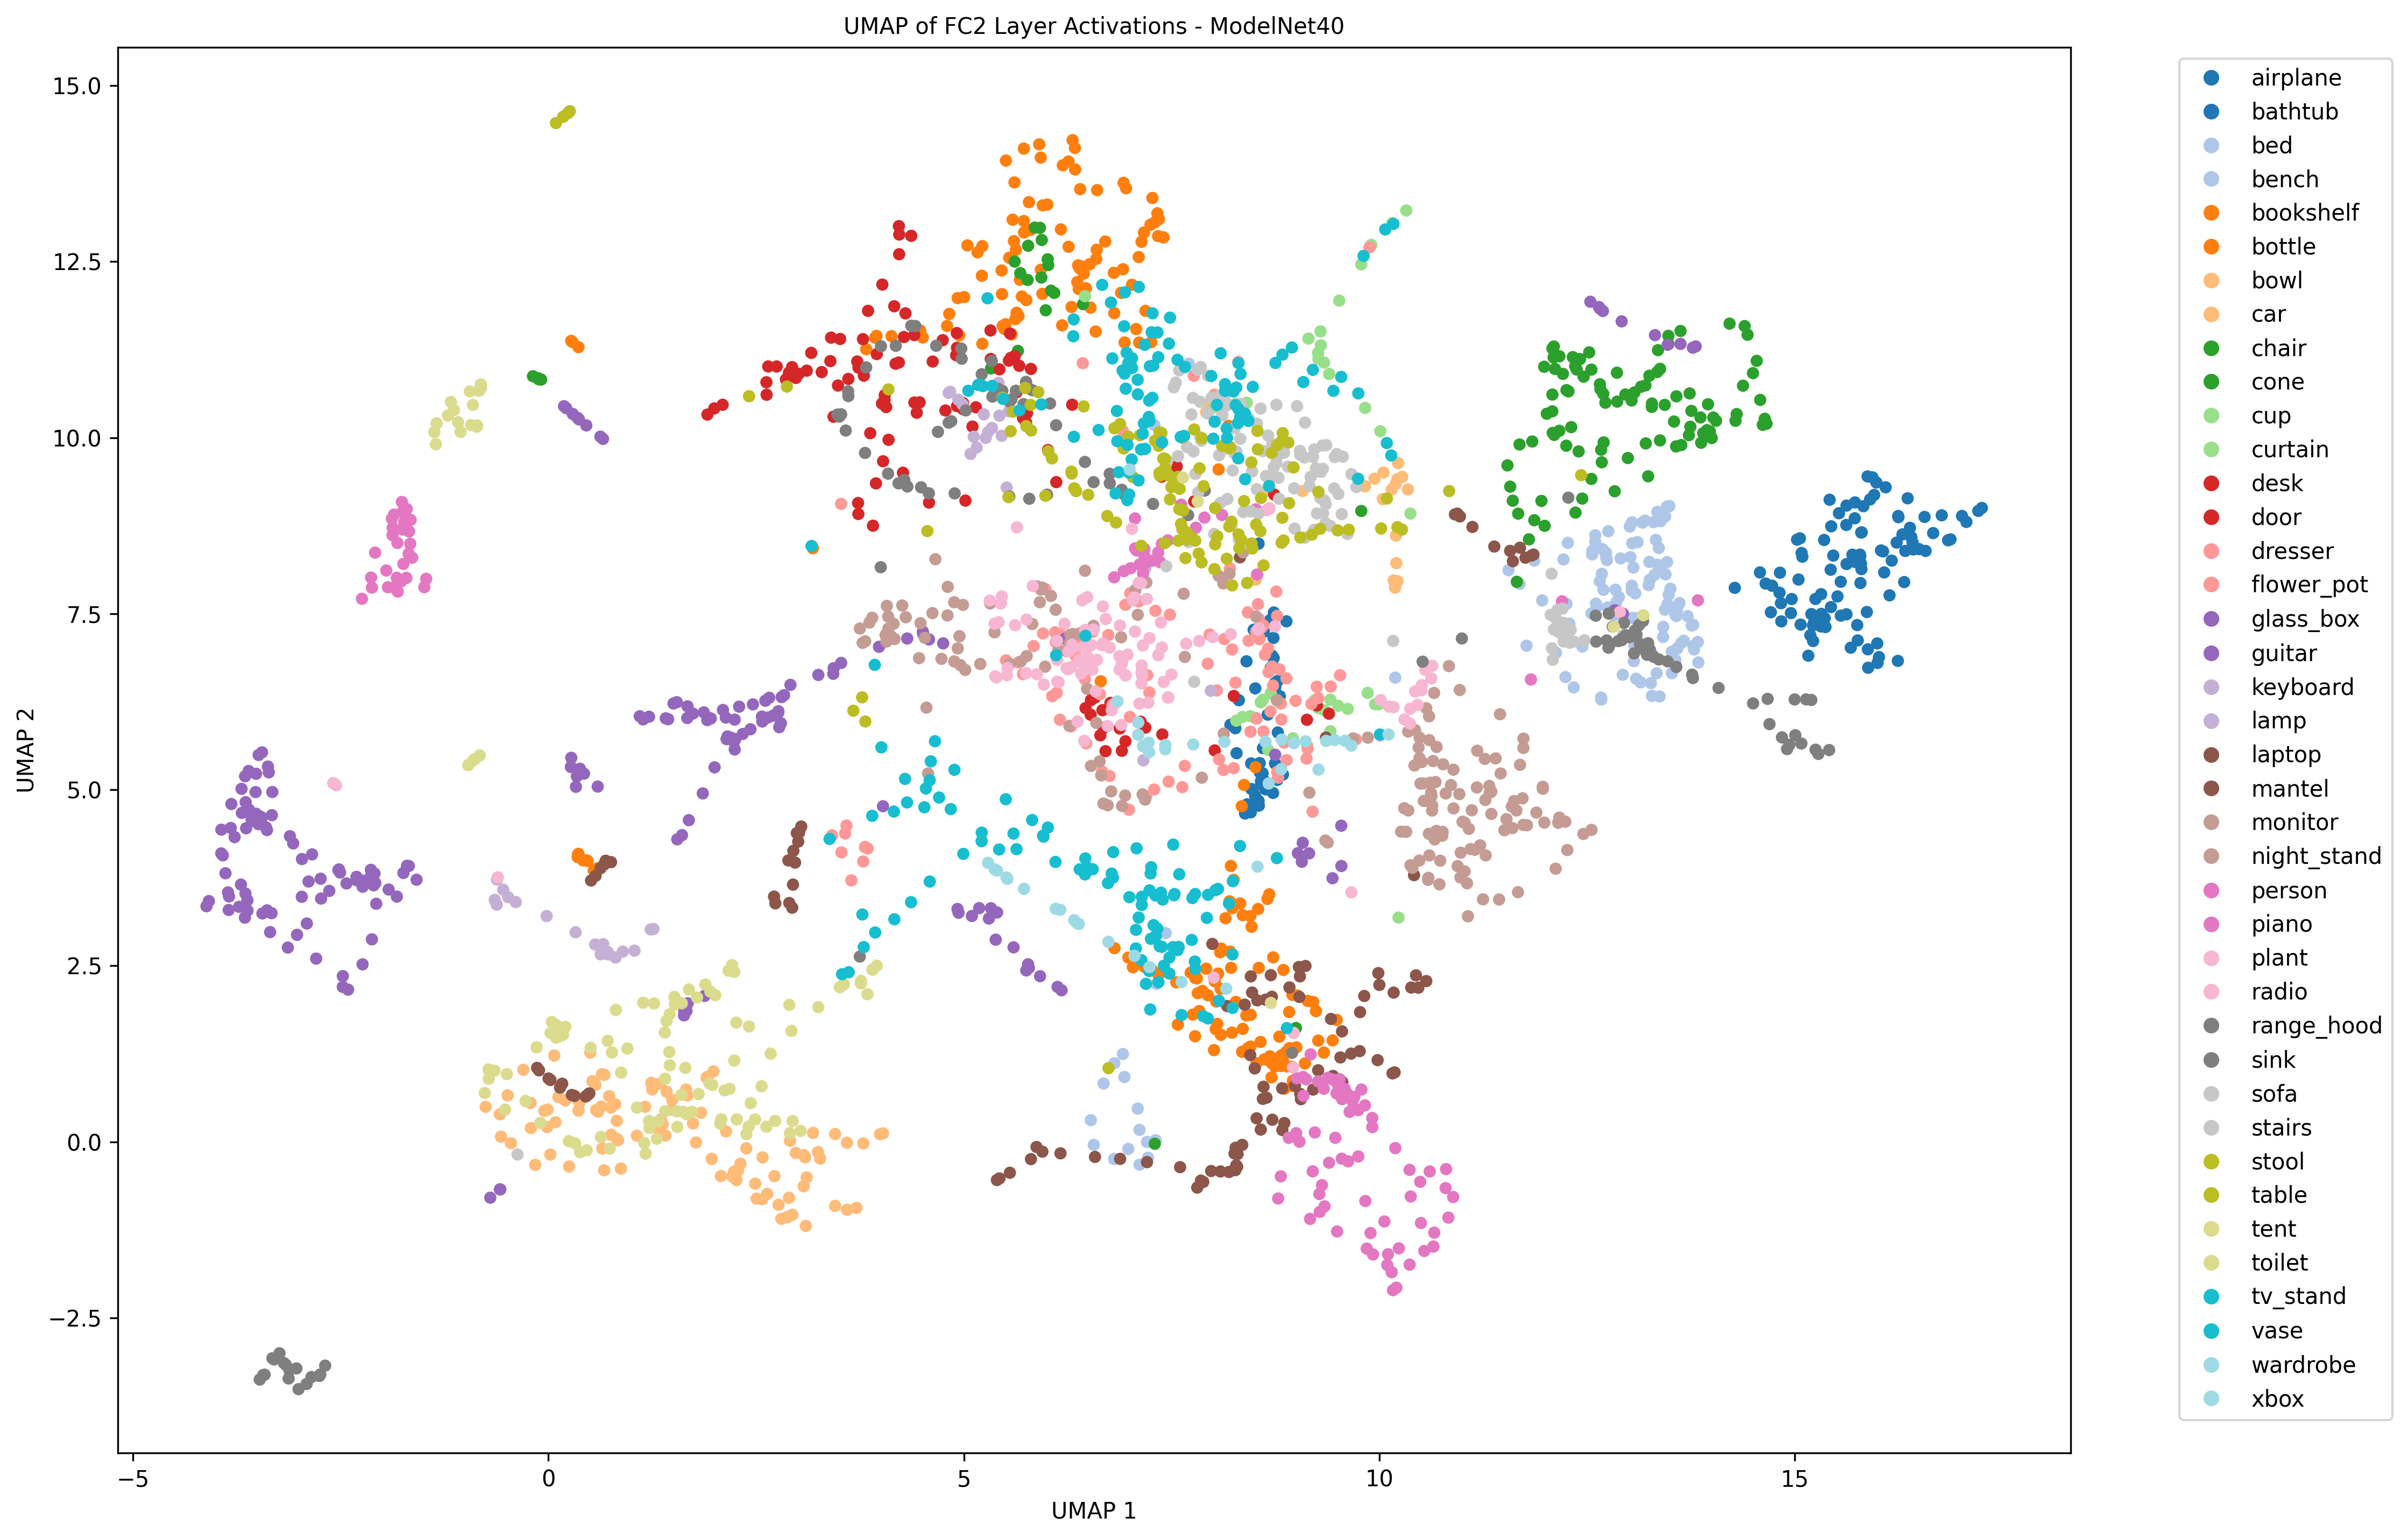 UMAP of FC2 Layer Activations - ModelNet40
15.0
12.5
10.0
7.5
5.0
2.5
0.0
−2.5
UMAP 2
−5
0
5
10
15
UMAP 1
airplane
bathtub
bed
bench
bookshelf
bottle
bowl
car
chair
cone
cup
curtain
desk
door
dresser
flower_pot
glass_box
guitar
keyboard
lamp
laptop
mantel
monitor
night_stand
person
piano
plant
radio
range_hood
sink
sofa
stairs
stool
table
tent
toilet
tv_stand
vase
wardrobe
xbox